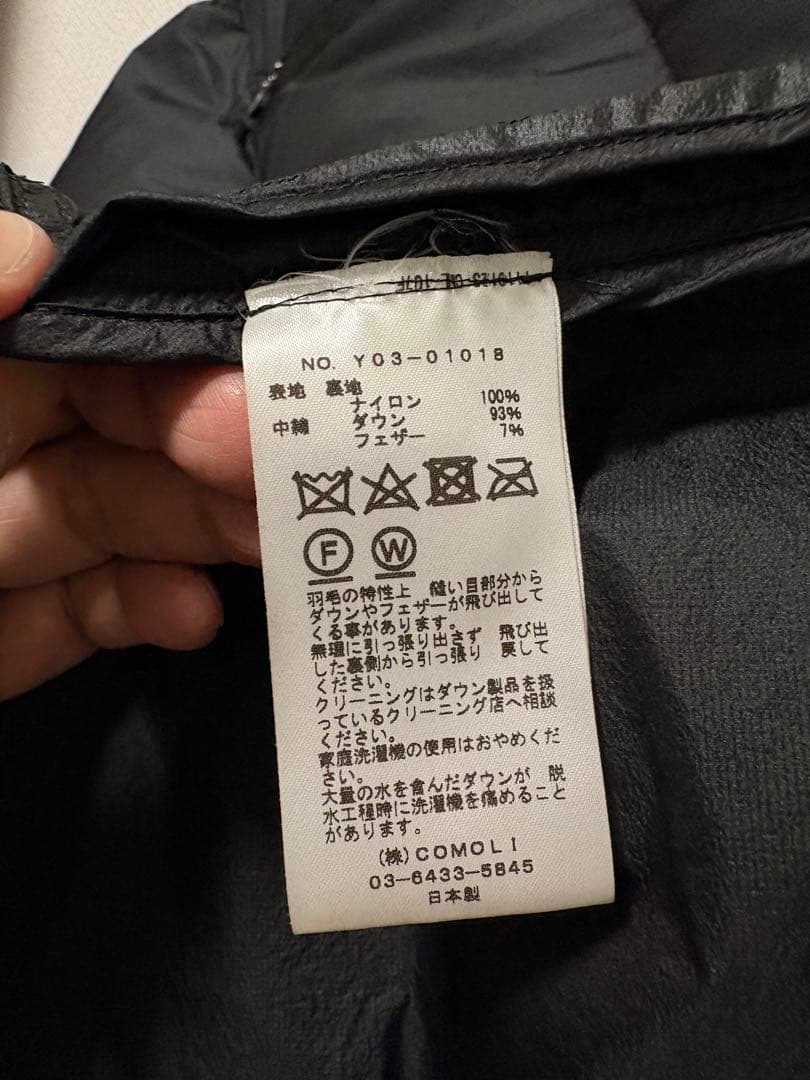 NO. Y03-01018
表地 裏地
ナイロン 100%
中綿 ダウン 93%
フェザー 7%
F W
羽毛の特性上 縫い目部分から
ダウンやフェザーが飛び出して
くる事があります。
無理に引っ張り出さず 飛び出
した裏側から引っ張り 戻して
ください。
クリーニングはダウン製品を扱
っているクリーニング店へ相談
ください。
家庭洗濯機の使用はおやめくだ
さい。
大量の水を含んだダウンが 脱
水工程時に洗濯機を痛めること
があります。
(株)COMOLI
03-6433-5845
日本製